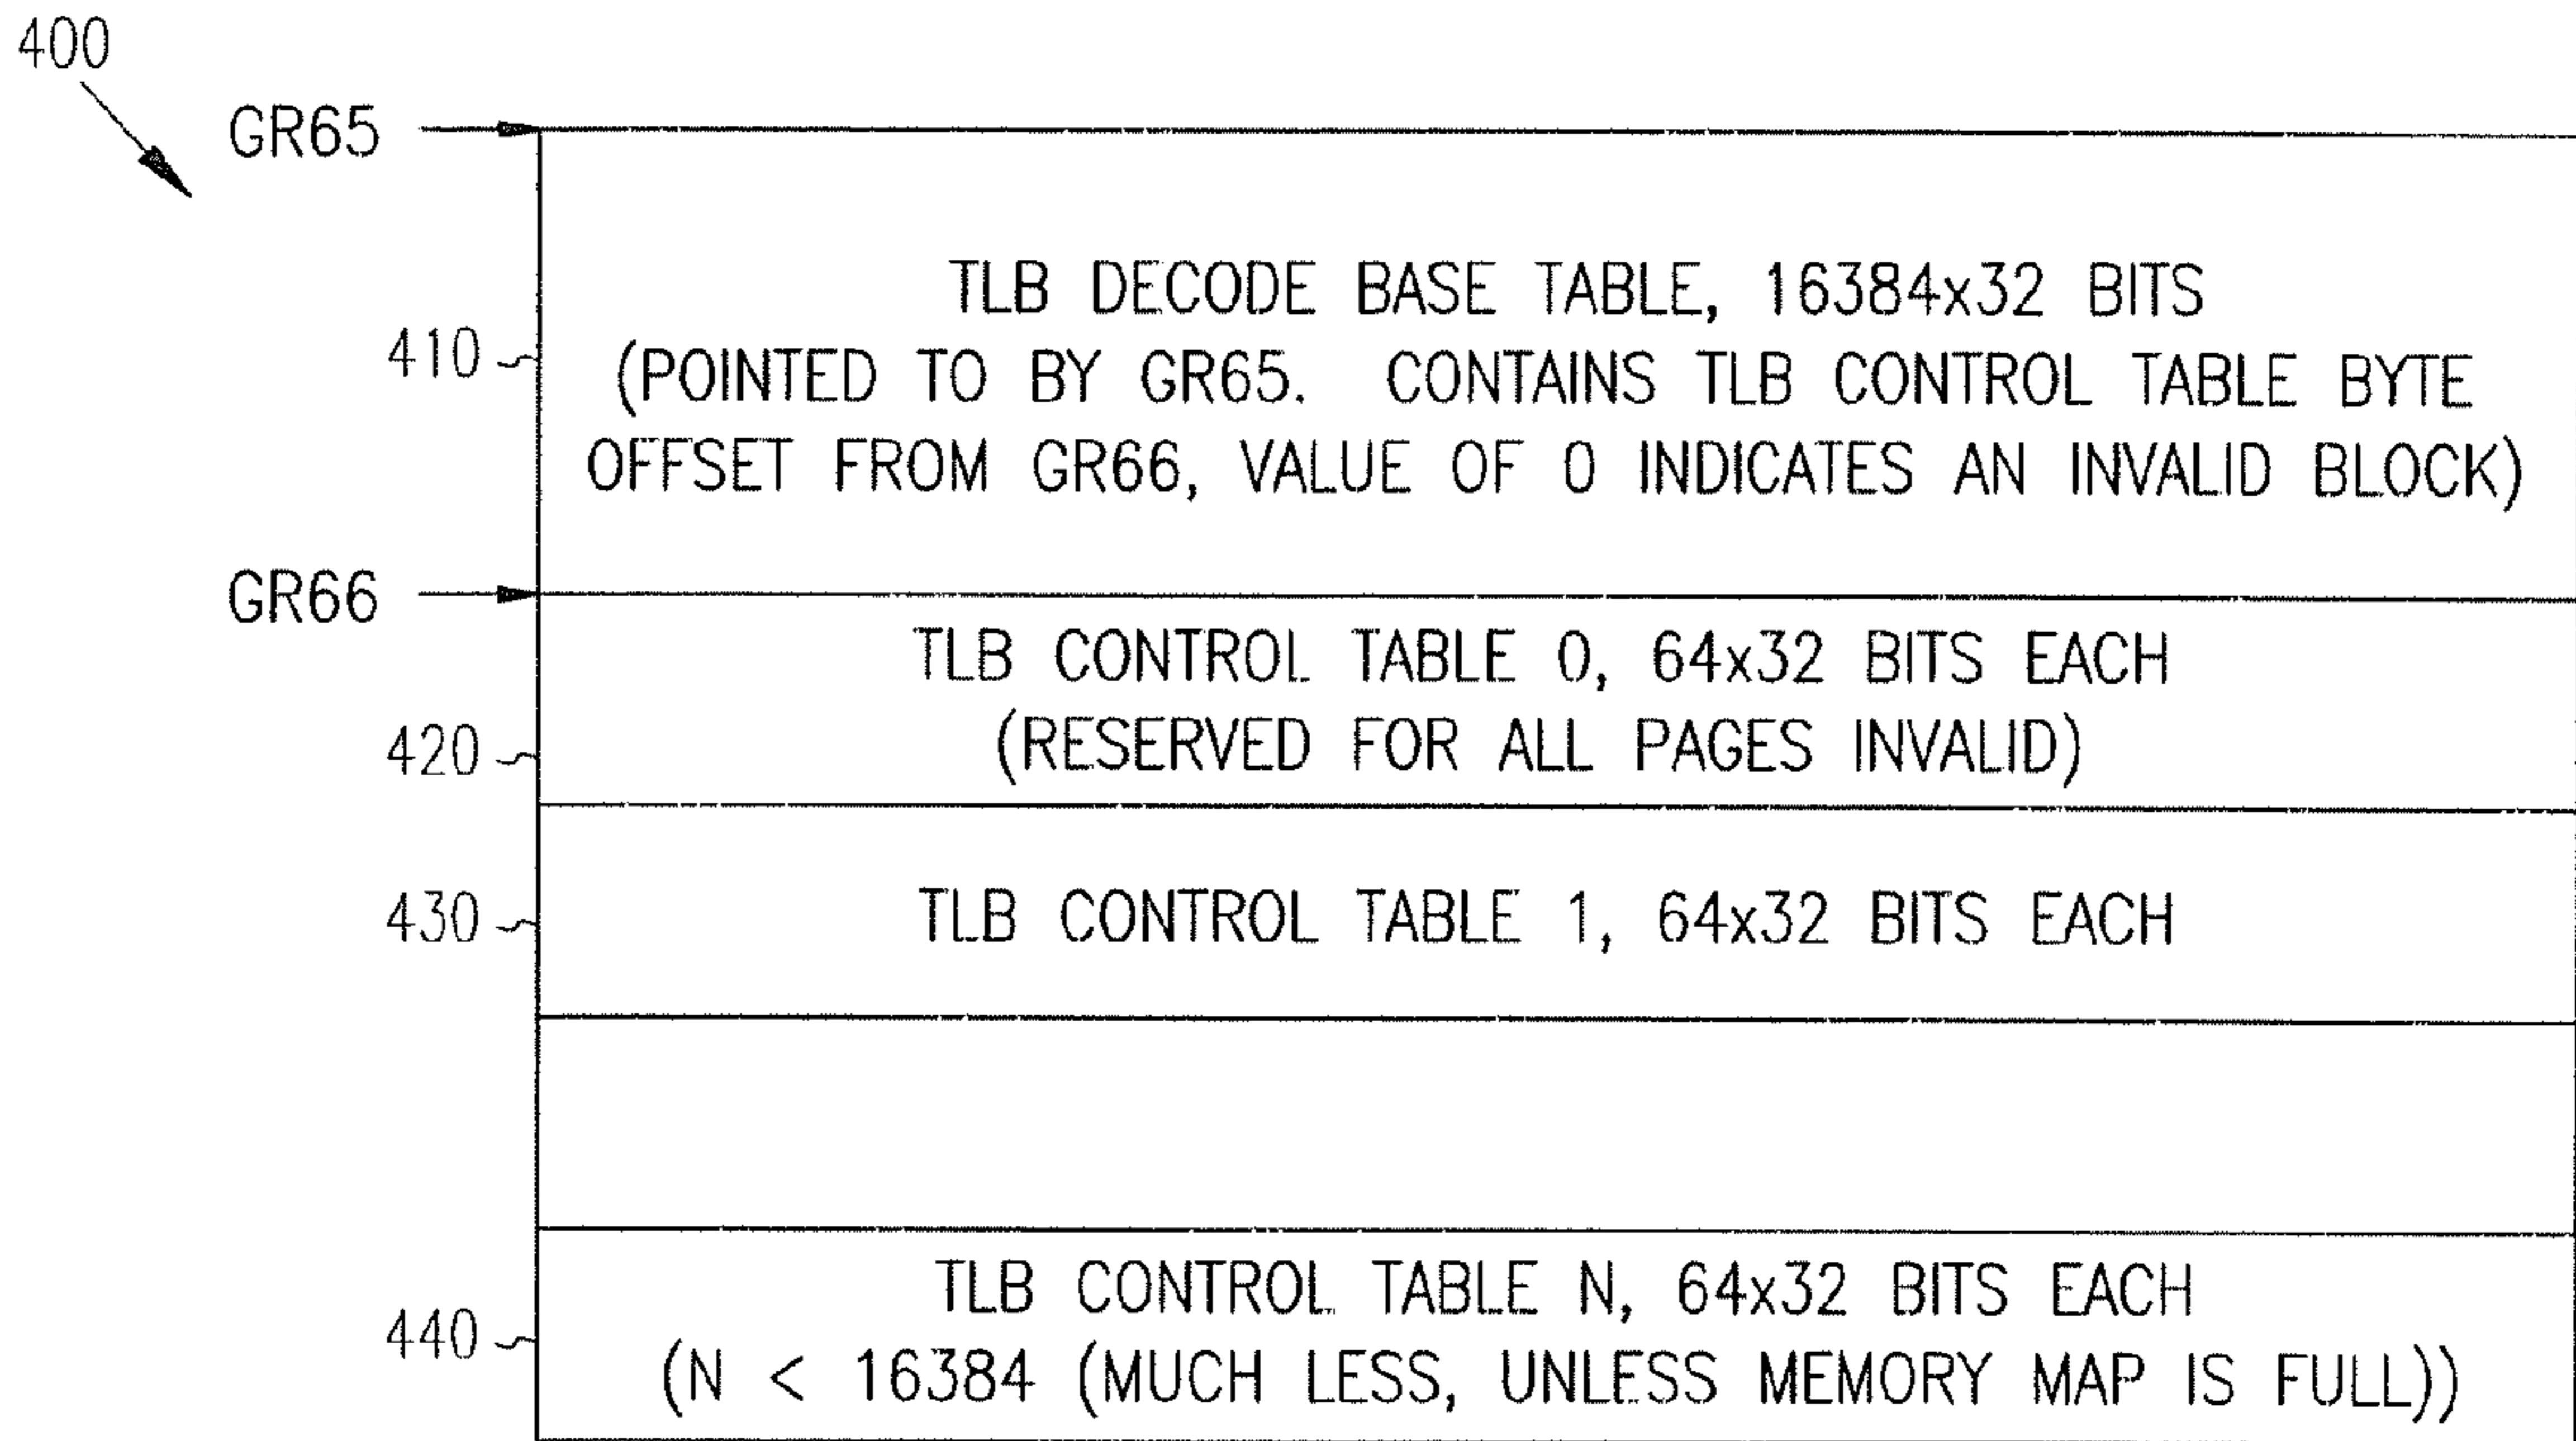 400
GR65
TLB DECODE BASE TABLE, 16384x32 BITS
410
(POINTED TO BY GR65. CONTAINS TLB CONTROL TABLE BYTE
OFFSET FROM GR66, VALUE OF 0 INDICATES AN INVALID BLOCK)
GR66
TLB CONTROL TABLE 0, 64x32 BITS EACH
420
(RESERVED FOR ALL PAGES INVALID)
430
TLB CONTROL TABLE 1, 64x32 BITS EACH
TLB CONTROL TABLE N, 64x32 BITS EACH
440
(N < 16384 (MUCH LESS, UNLESS MEMORY MAP IS FULL))